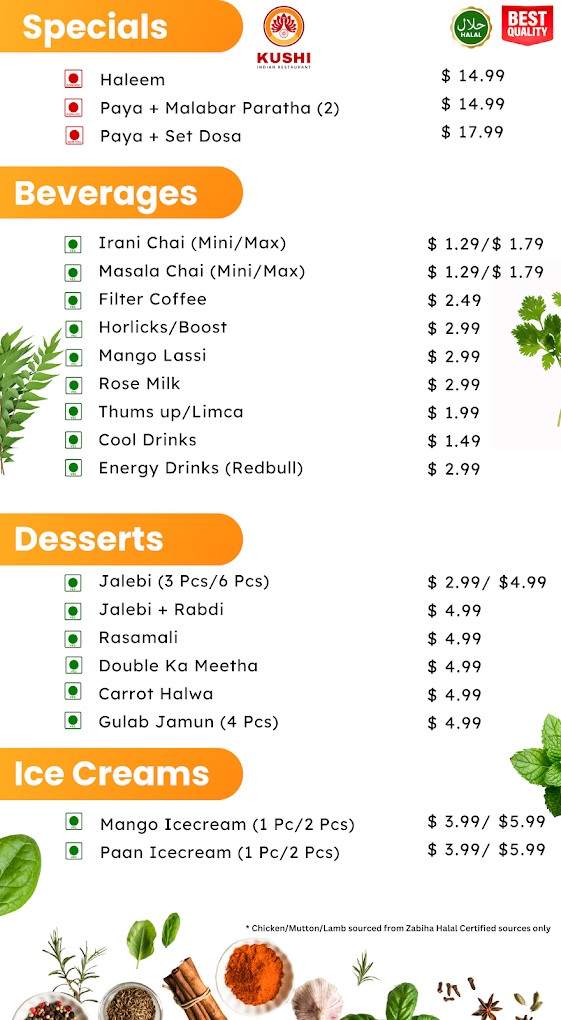 Specials
KUSHI
INDIAN RESTAURANT
حلال
HALAL
BEST
QUALITY
Haleem $ 14.99
Paya + Malabar Paratha (2) $ 14.99
Paya + Set Dosa $ 17.99
Beverages
Irani Chai (Mini/Max) $ 1.29/$ 1.79
Masala Chai (Mini/Max) $ 1.29/$ 1.79
Filter Coffee $ 2.49
Horlicks/Boost $ 2.99
Mango Lassi $ 2.99
Rose Milk $ 2.99
Thums up/Limca $ 1.99
Cool Drinks $ 1.49
Energy Drinks (Redbull) $ 2.99
Desserts
Jalebi (3 Pcs/6 Pcs) $ 2.99/ $4.99
Jalebi + Rabdi $ 4.99
Rasamali $ 4.99
Double Ka Meetha $ 4.99
Carrot Halwa $ 4.99
Gulab Jamun (4 Pcs) $ 4.99
Ice Creams
Mango Icecream (1 Pc/2 Pcs) $ 3.99/ $5.99
Paan Icecream (1 Pc/2 Pcs) $ 3.99/ $5.99
* Chicken/Mutton/Lamb sourced from Zabiha Halal Certified sources only